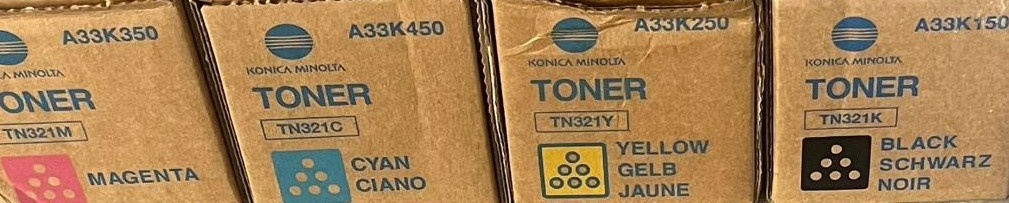 A33K350
KONICA MINOLTA
TONER
TN321M
MAGENTA
A33K450
KONICA MINOLTA
TONER
TN321C
CYAN
CIANO
A33K250
KONICA MINOLTA
TONER
TN321Y
YELLOW
GELB
JAUNE
A33K150
KONICA MINOLTA
TONER
TN321K
BLACK
SCHWARZ
NOIR